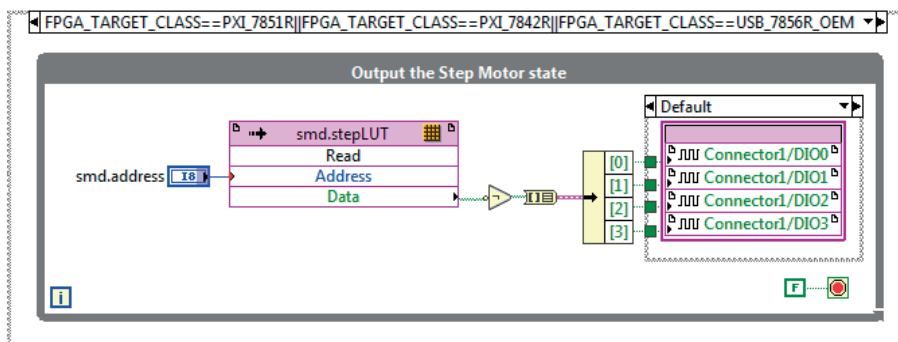 FPGA_TARGET_CLASS==PXI_7851R||FPGA_TARGET_CLASS==PXI_7842R||FPGA_TARGET_CLASS==USB_7856R_OEM
Output the Step Motor state
Default
smd.stepLUT
Read
smd.address I8 Address
Data
[0] Connector1/DIO0
[1] Connector1/DIO1
[2] Connector1/DIO2
[3] Connector1/DIO3
i
F